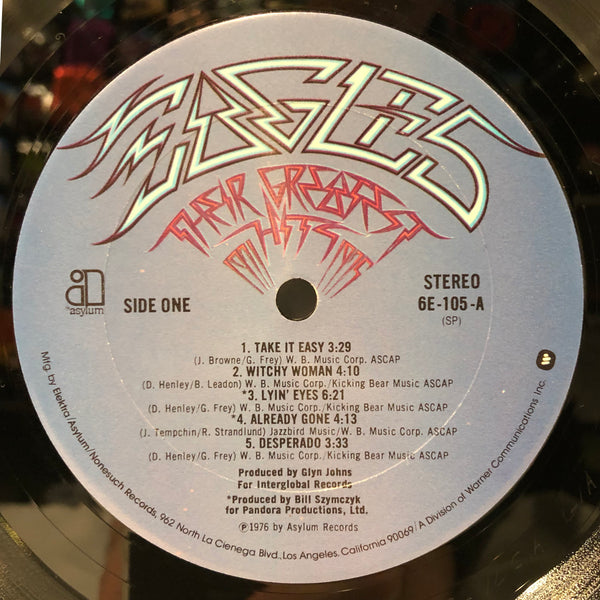 EAGLES
THEIR GREATEST
HITS
1971 1975
asylum
SIDE ONE
STEREO
6E-105-A
(SP)
1. TAKE IT EASY 3:29
(J. Browne/G. Frey) W. B. Music Corp. ASCAP
2. WITCHY WOMAN 4:10
(D. Henley/B. Leadon) W. B. Music Corp./Kicking Bear Music ASCAP
*3. LYIN' EYES 6:21
(D. Henley/G. Frey) W. B. Music Corp./Kicking Bear Music ASCAP
*4. ALREADY GONE 4:13
(J. Tempchin/R. Strandlund) Jazzbird Music/W. B. Music Corp. ASCAP
5. DESPERADO 3:33
(D. Henley/G. Frey) W. B. Music Corp./Kicking Bear Music ASCAP
Produced by Glyn Johns
For Interglobal Records
*Produced by Bill Szymczyk
for Pandora Productions, Ltd.
℗1976 by Asylum Records
Mfg. by Elektra/Asylum/Nonesuch Records, 962 North La Cienega Blvd., Los Angeles, California 90069/A Division of Warner Communications Inc.